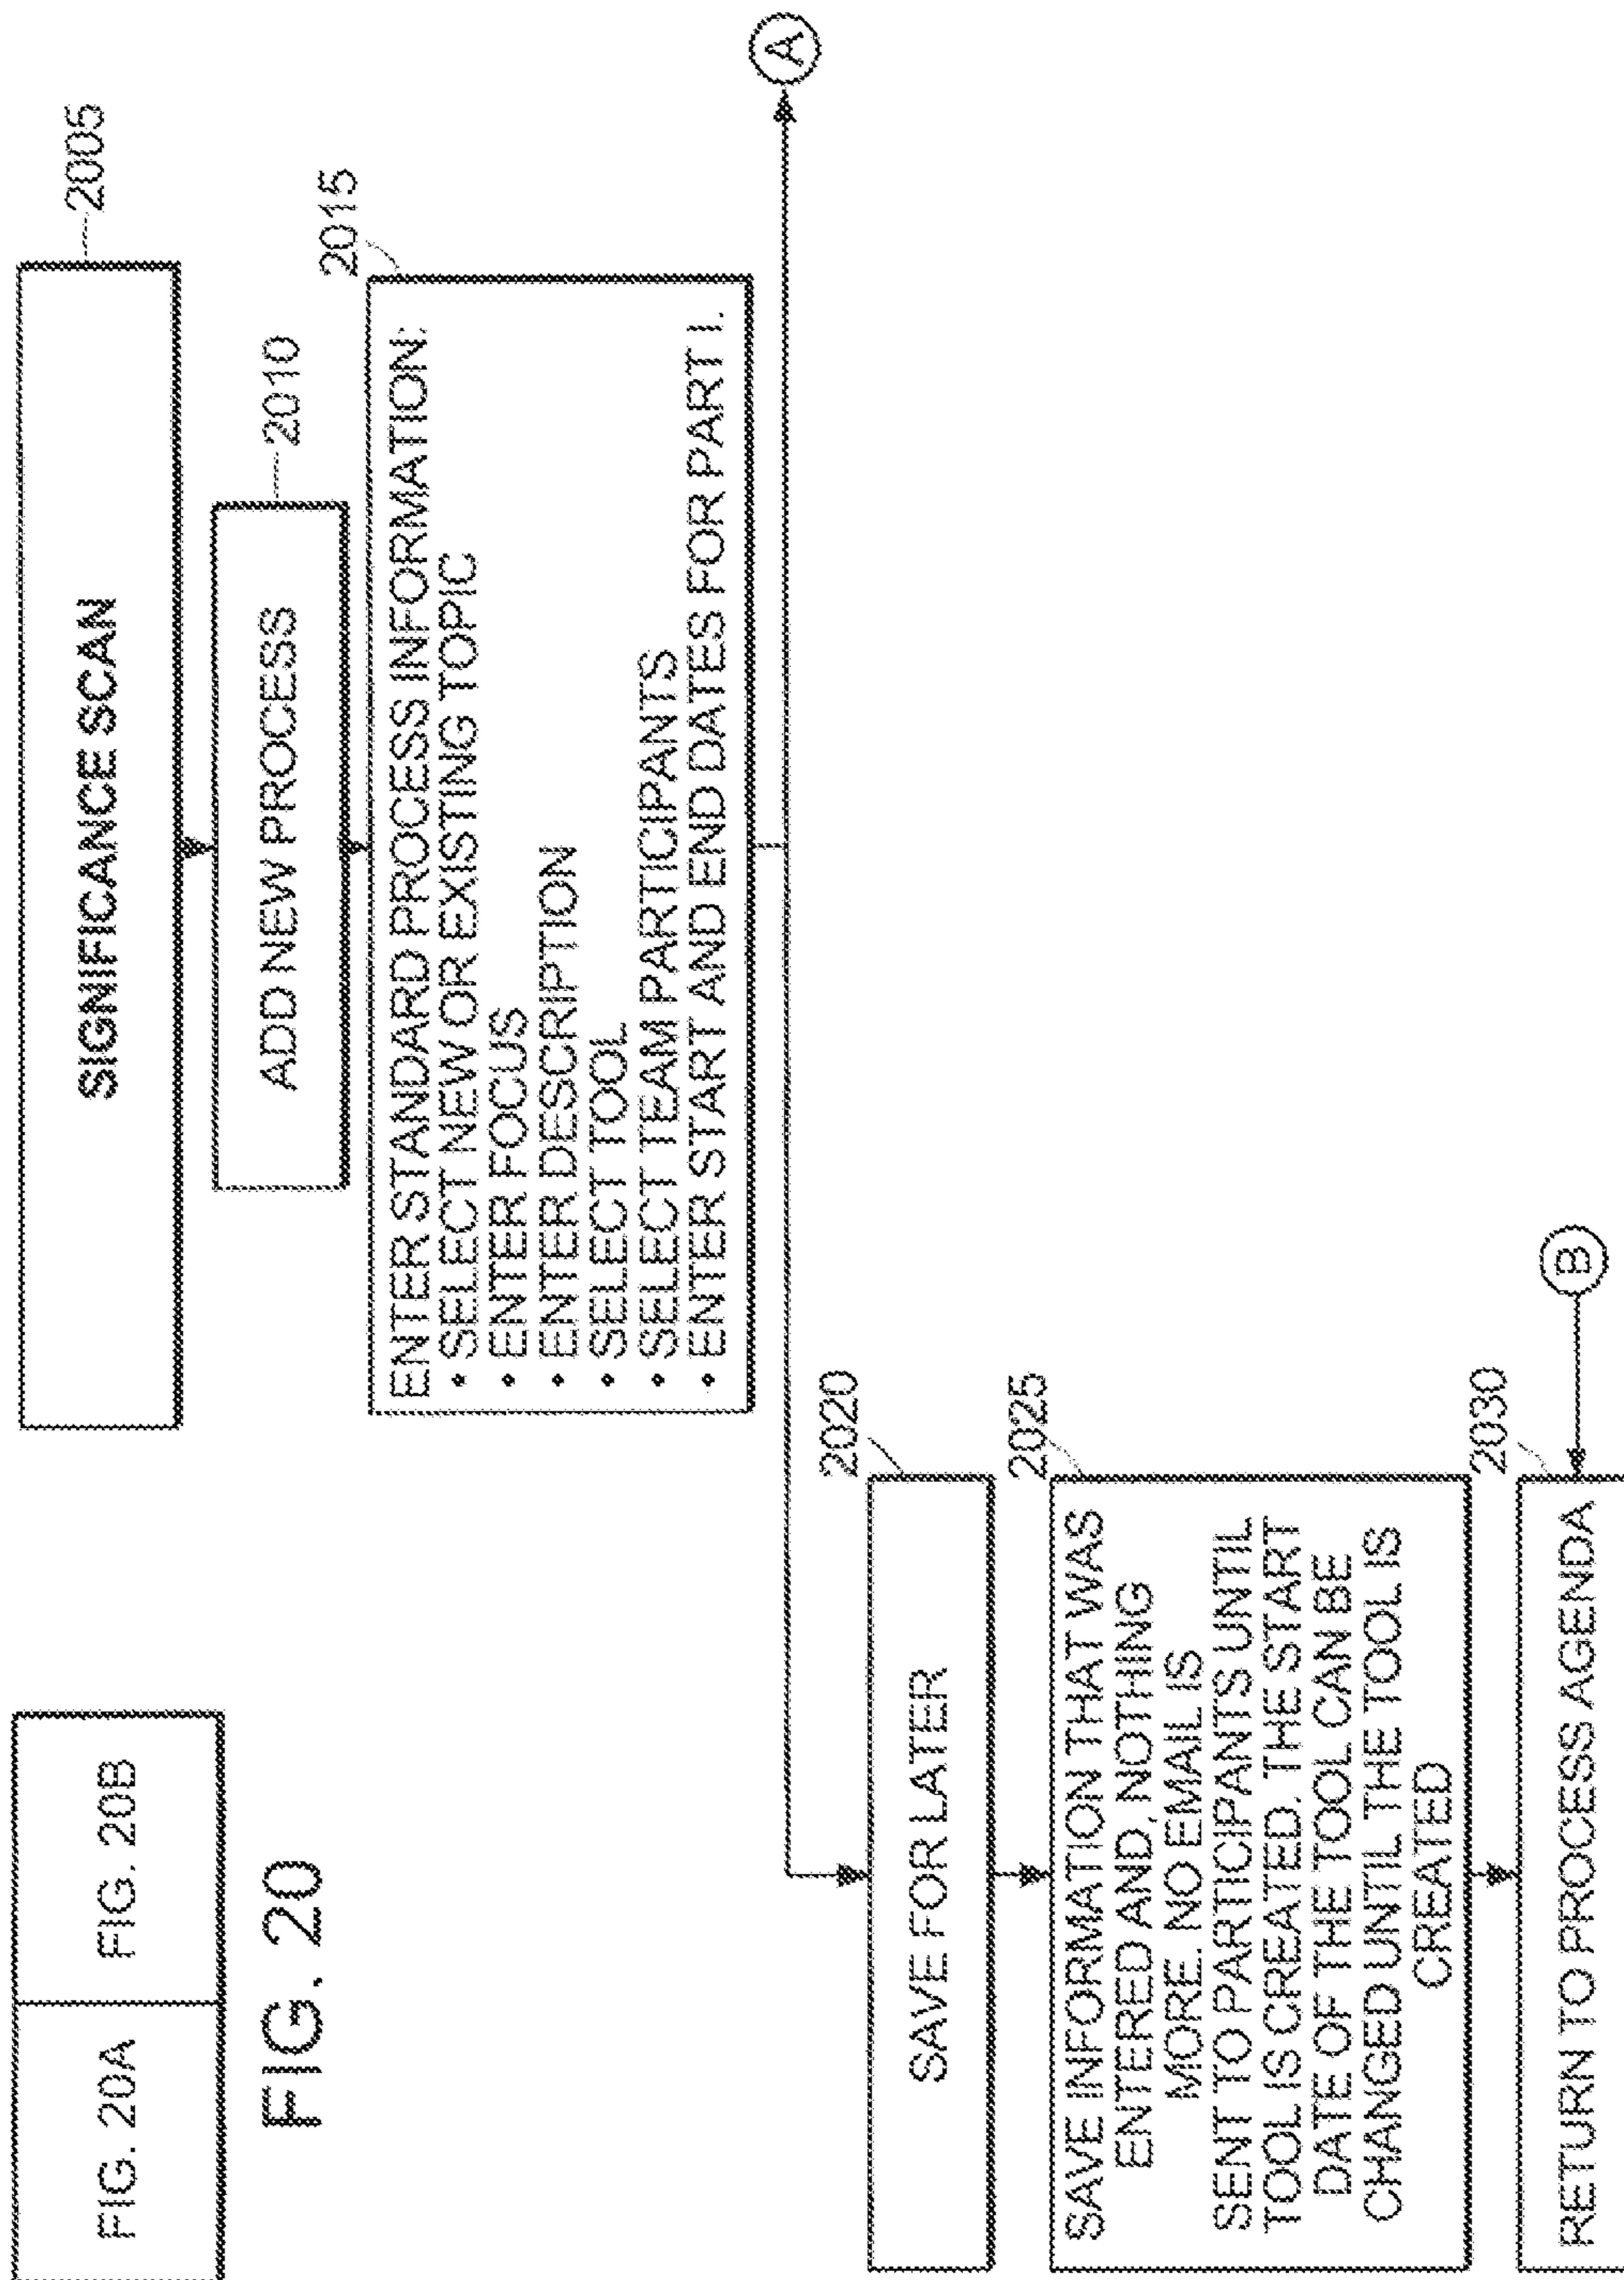 FIG. 20A
FIG. 20B
FIG. 20
SIGNIFICANCE SCAN
2005
ADD NEW PROCESS
2010
2015
ENTER STANDARD PROCESS INFORMATION:
• SELECT NEW OR EXISTING TOPIC
• ENTER FOCUS
• ENTER DESCRIPTION
• SELECT TOOL
• SELECT TEAM PARTICIPANTS
• ENTER START AND END DATES FOR PART I.
A
2020
SAVE FOR LATER
2025
SAVE INFORMATION THAT WAS
ENTERED AND, NOTHING
MORE. NO EMAIL IS
SENT TO PARTICIPANTS UNTIL
TOOL IS CREATED. THE START
DATE OF THE TOOL CAN BE
CHANGED UNTIL THE TOOL IS
CREATED
2030
RETURN TO PROCESS AGENDA
B